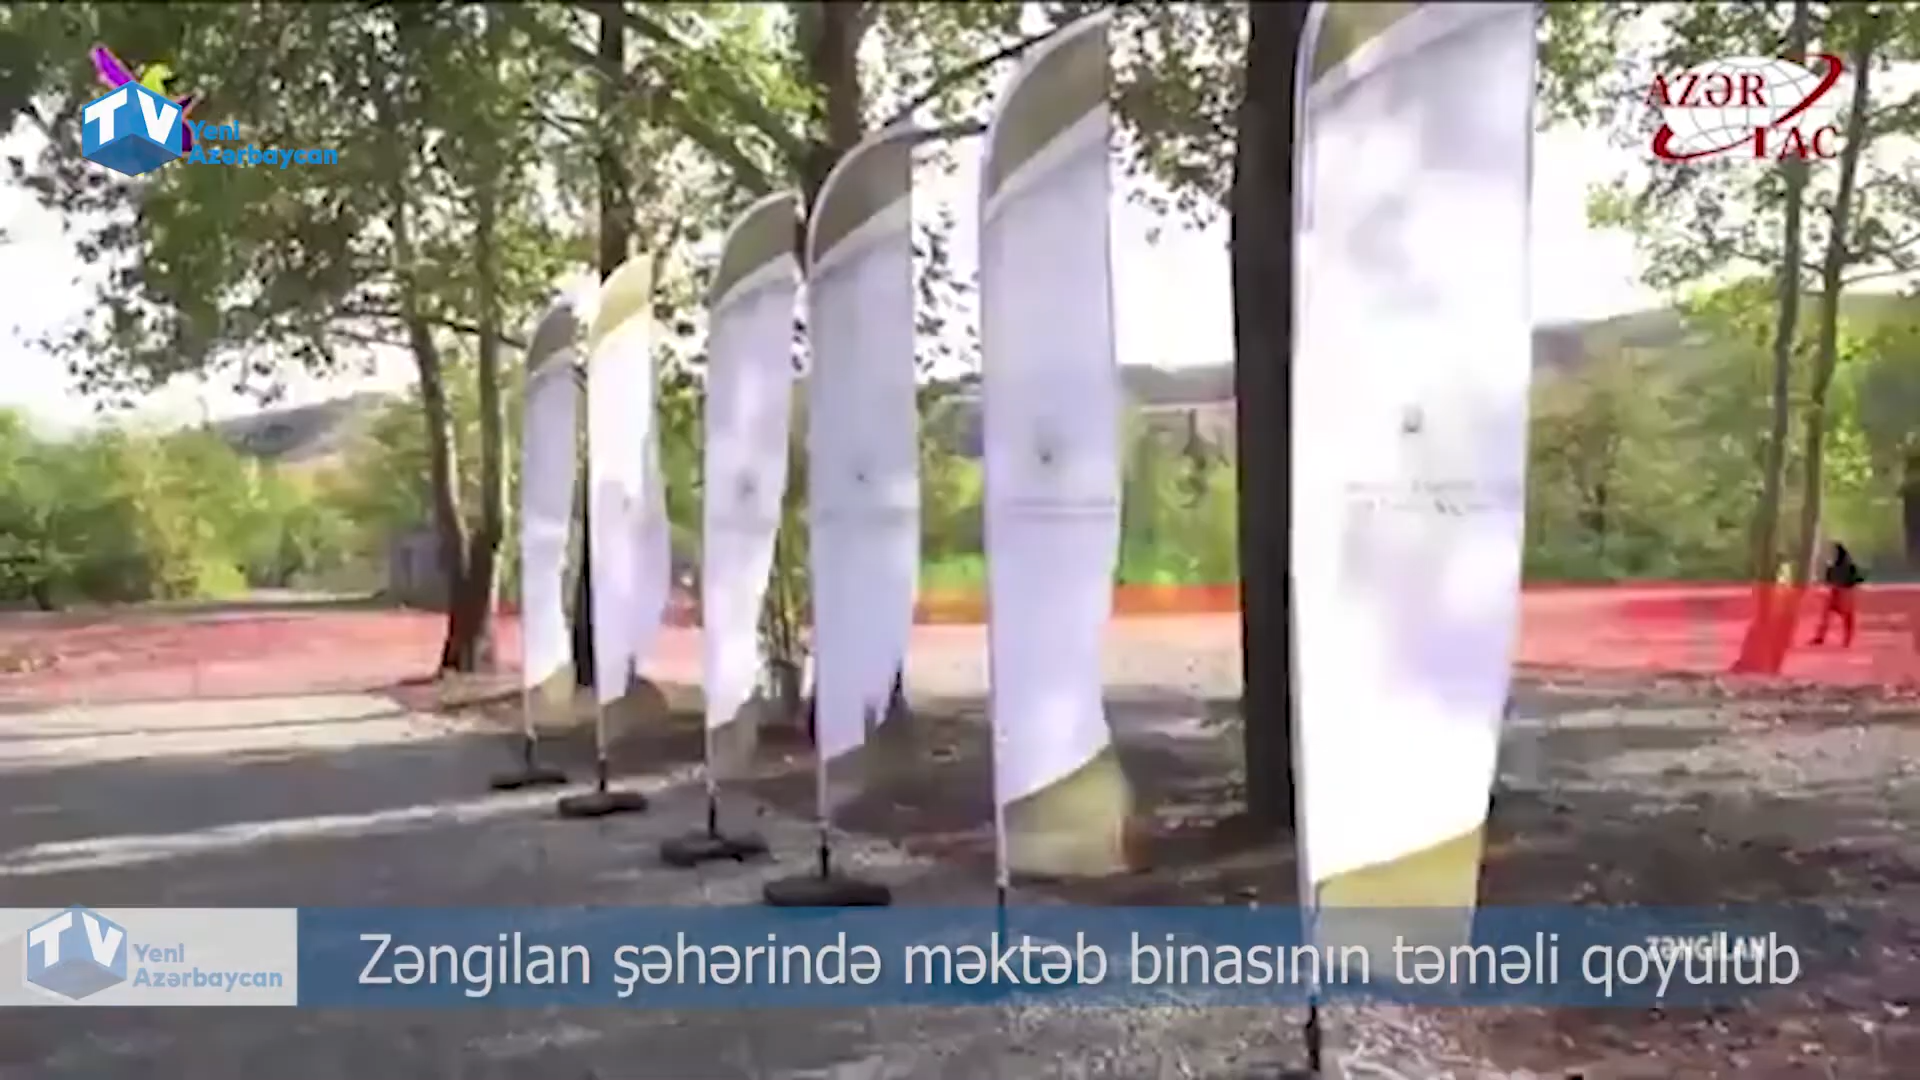 TV Yeni
Azərbaycan
AZƏR
TAC
TV Yeni
Azərbaycan
Zəngilan şəhərində məktəb binasının təməli qoyulub
ZƏNGİLAN